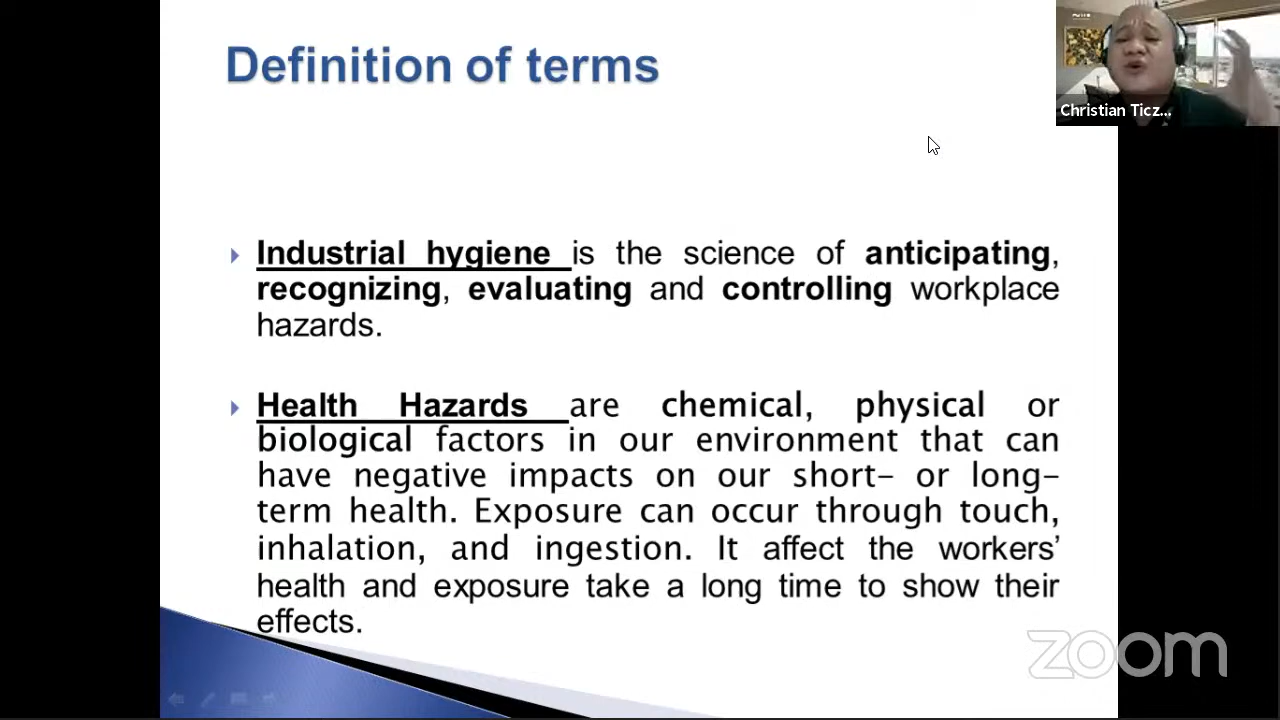 Definition of terms
Christian Ticz...
Industrial hygiene is the science of anticipating,
recognizing, evaluating and controlling workplace
hazards.
Health Hazards are chemical, physical or
biological factors in our environment that can
have negative impacts on our short- or long-
term health. Exposure can occur through touch,
inhalation, and ingestion. It affect the workers’
health and exposure take a long time to show their
effects.
zoom